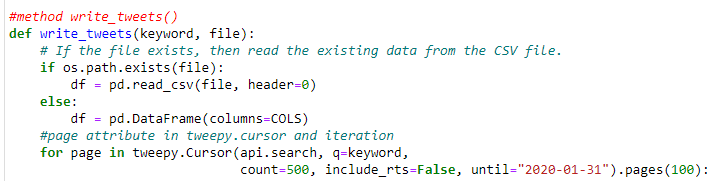 #method write_tweets()
def write_tweets(keyword, file):
    # If the file exists, then read the existing data from the CSV file.
    if os.path.exists(file):
        df = pd.read_csv(file, header=0)
    else:
        df = pd.DataFrame(columns=COLS)
    #page attribute in tweepy.cursor and iteration
    for page in tweepy.Cursor(api.search, q=keyword,
                              count=500, include_rts=False, until="2020-01-31").pages(100):